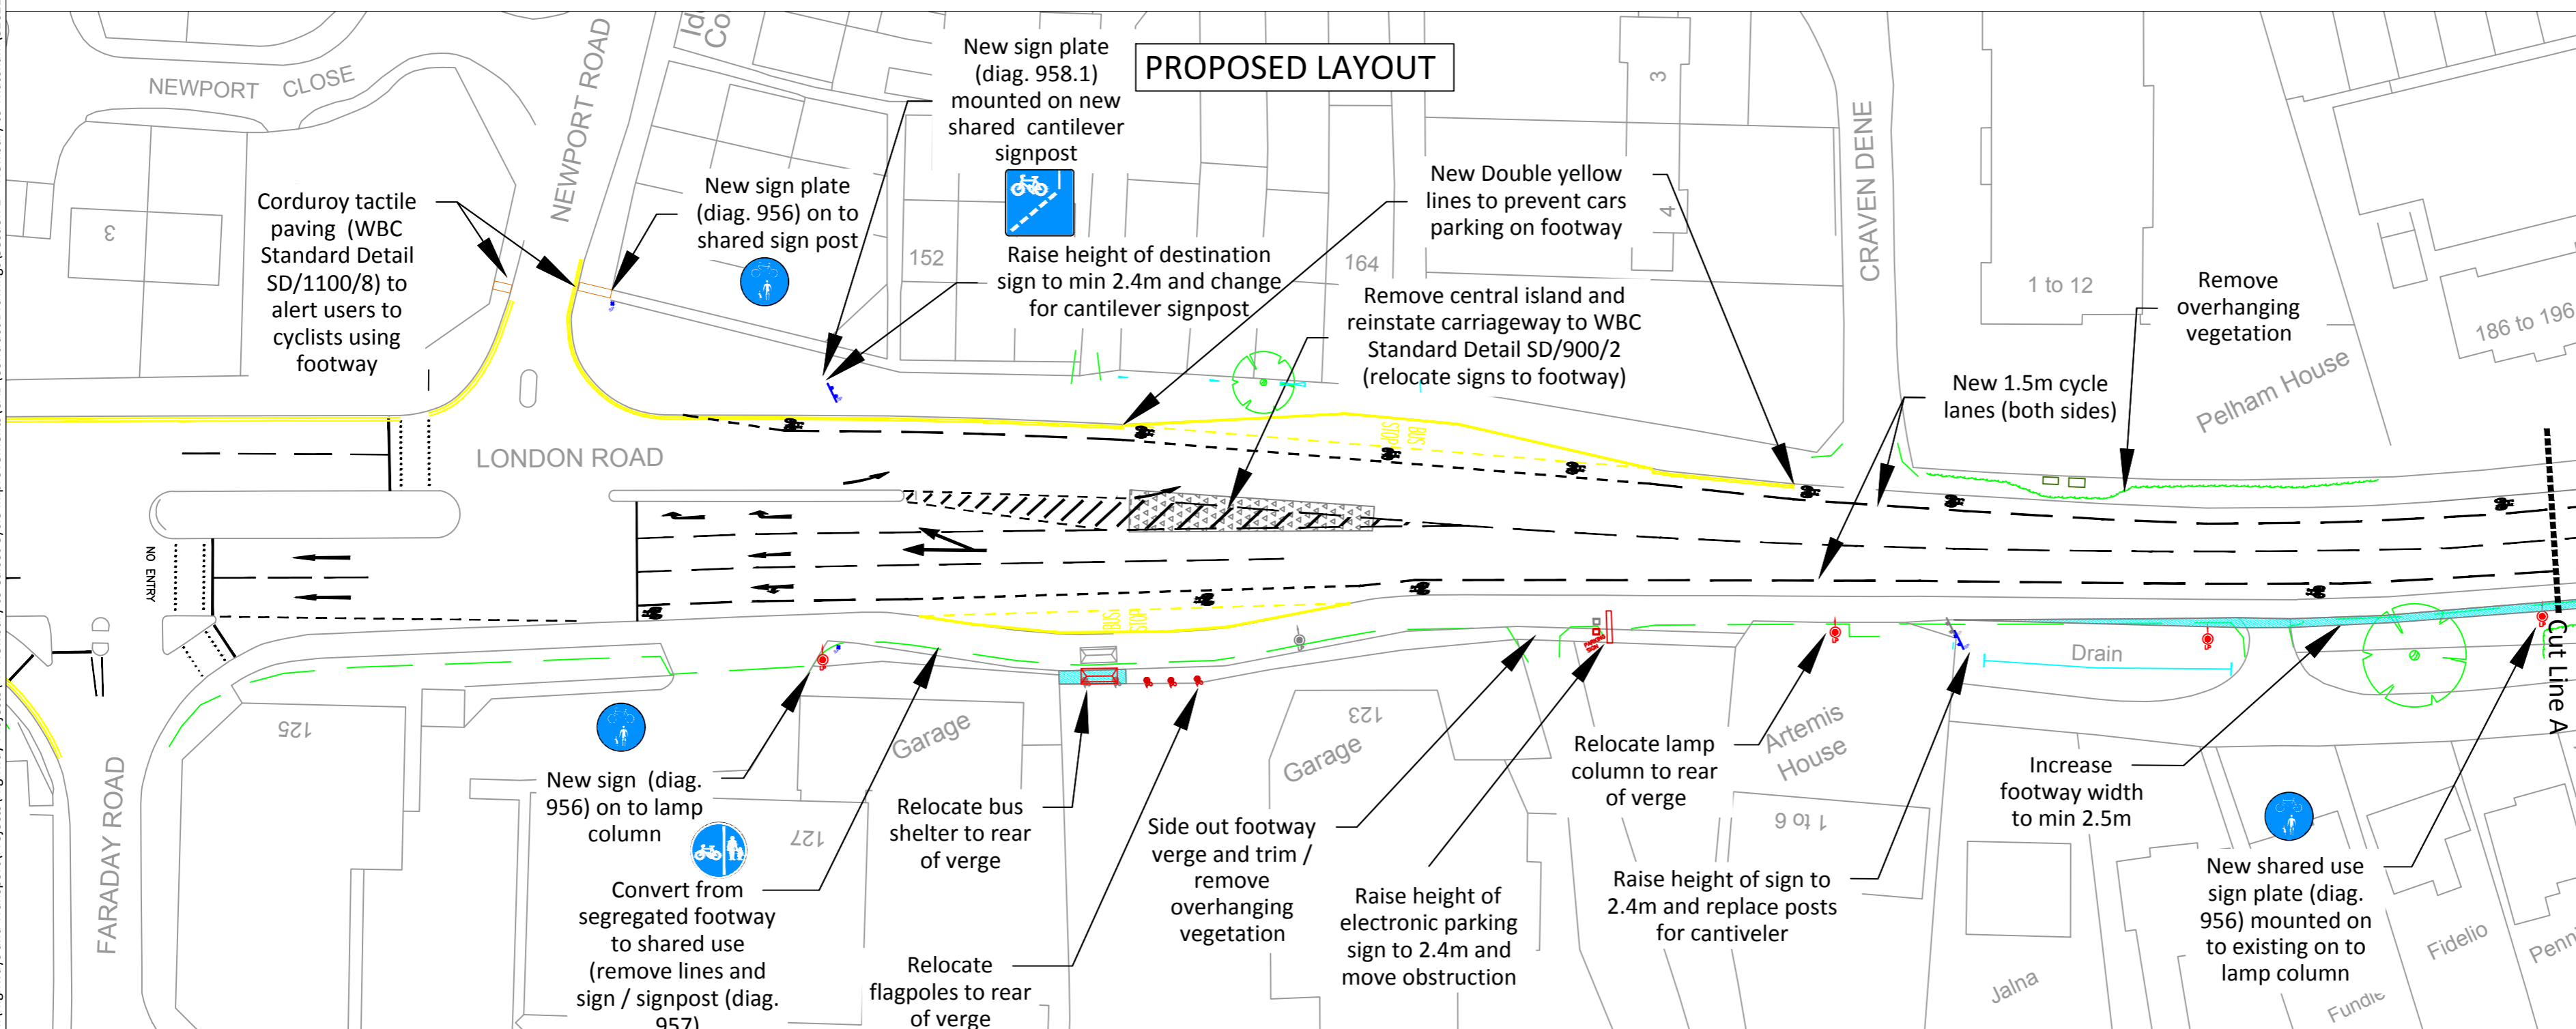 PROPOSED LAYOUT
NEWPORT CLOSE
NEWPORT ROAD
Corduroy tactile
paving (WBC
Standard Detail
SD/1100/8) to
alert users to
cyclists using
footway
New sign plate
(diag. 956) on to
shared sign post
New sign plate
(diag. 958.1)
mounted on new
shared cantilever
signpost
Raise height of destination
sign to min 2.4m and change
for cantilever signpost
New Double yellow
lines to prevent cars
parking on footway
Remove central island and
reinstate carriageway to WBC
Standard Detail SD/900/2
(relocate signs to footway)
CRAVEN DENE
Remove
overhanging
vegetation
New 1.5m cycle
lanes (both sides)
3
152
164
3
4
1 to 12
186 to 196
Pelham House
LONDON ROAD
NO ENTRY
BUS
STOP
BUS
STOP
Cut Line A
Drain
FARADAY ROAD
125
127
Garage
123
Garage
Artemis
House
1 to 6
Jalna
Fidelio
New sign (diag.
956) on to lamp
column
Convert from
segregated footway
to shared use
(remove lines and
sign / signpost (diag.
957)
Relocate bus
shelter to rear
of verge
Relocate
flagpoles to rear
of verge
Side out footway
verge and trim /
remove
overhanging
vegetation
Raise height of
electronic parking
sign to 2.4m and
move obstruction
Relocate lamp
column to rear
of verge
Raise height of sign to
2.4m and replace posts
for cantiveler
Increase
footway width
to min 2.5m
New shared use
sign plate (diag.
956) mounted on
to existing on to
lamp column